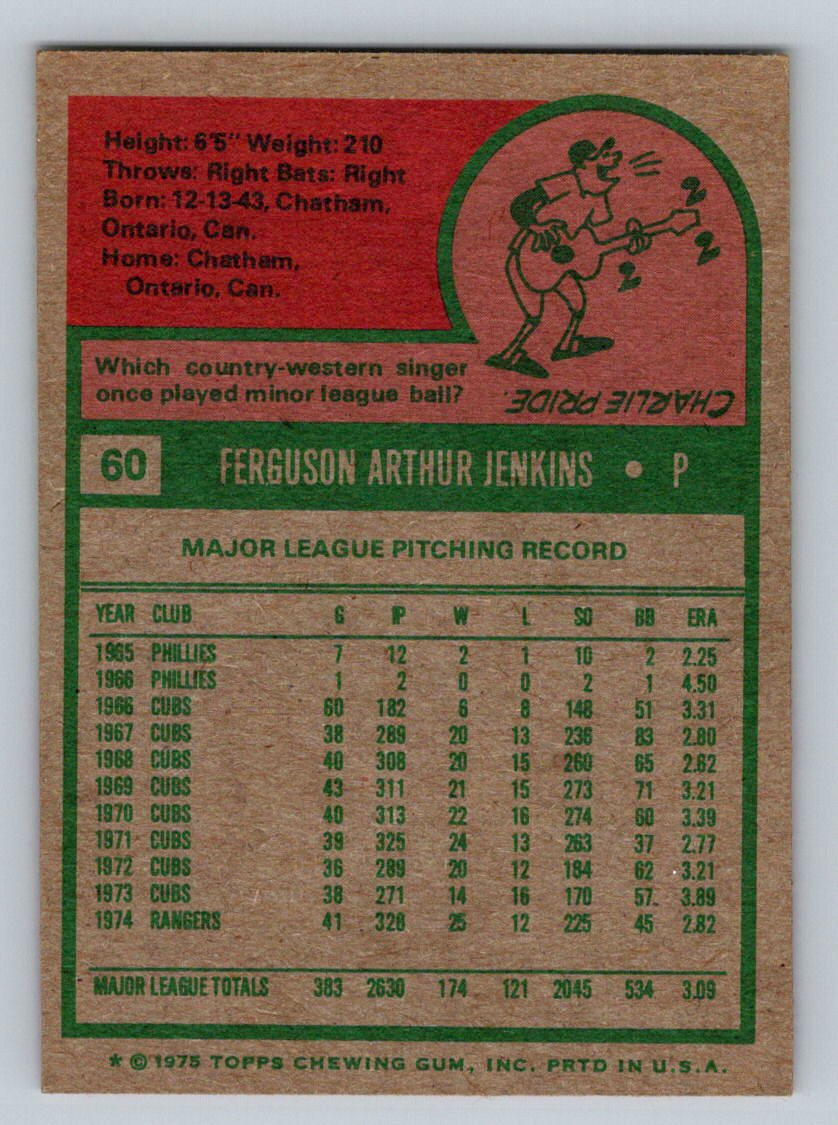 Height: 6'5" Weight: 210
Throws: Right Bats: Right
Born: 12-13-43, Chatham,
Ontario, Can.
Home: Chatham,
Ontario, Can.
Which country-western singer
once played minor league ball?
CHARLIE PRIDE.
60 FERGUSON ARTHUR JENKINS • P
MAJOR LEAGUE PITCHING RECORD
YEAR CLUB G IP W L SO BB ERA
1965 PHILLIES 7 12 2 1 10 2 2.25
1966 PHILLIES 1 2 0 0 2 1 4.50
1966 CUBS 60 182 6 8 148 51 3.31
1967 CUBS 38 289 20 13 236 83 2.80
1968 CUBS 40 308 20 15 260 65 2.62
1969 CUBS 43 311 21 15 273 71 3.21
1970 CUBS 40 313 22 16 274 60 3.39
1971 CUBS 39 325 24 13 263 37 2.77
1972 CUBS 36 289 20 12 184 62 3.21
1973 CUBS 38 271 14 16 170 57 3.89
1974 RANGERS 41 328 25 12 225 45 2.82
MAJOR LEAGUE TOTALS 383 2630 174 121 2045 534 3.09
* © 1975 TOPPS CHEWING GUM, INC. PRTD IN U.S.A.